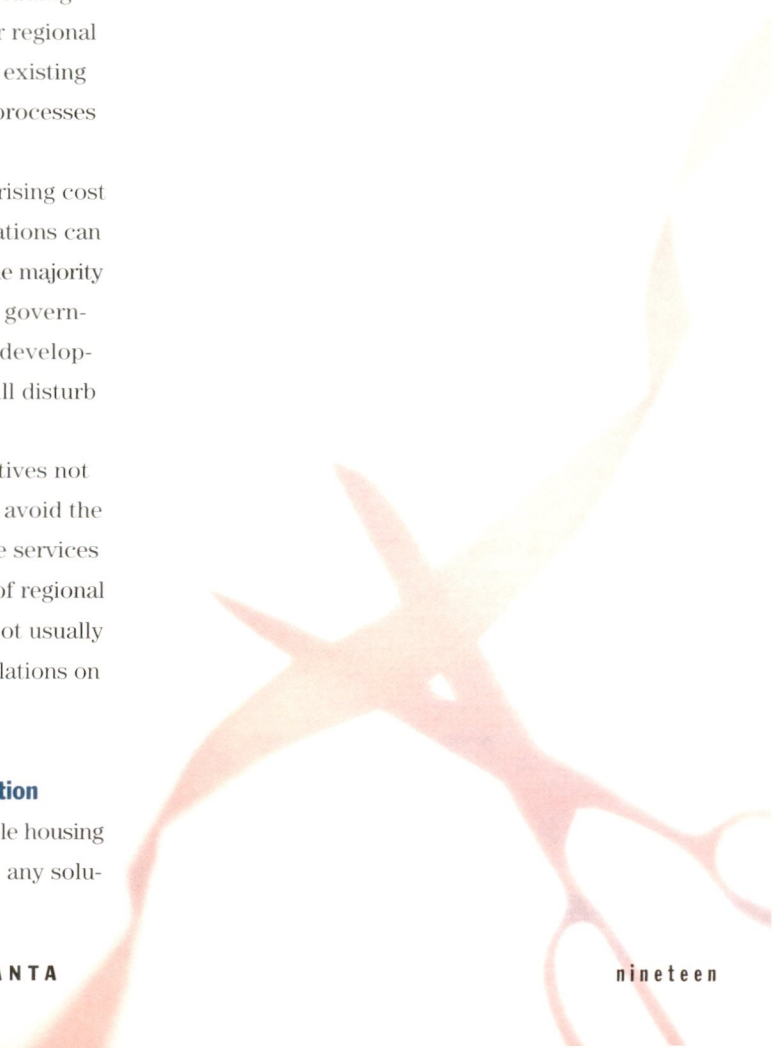 r regional
existing
processes
rising cost
ations can
e majority
govern-
develop-
ll disturb
tives not
avoid the
e services
of regional
ot usually
lations on
tion
le housing
any solu-
ANTA
nineteen